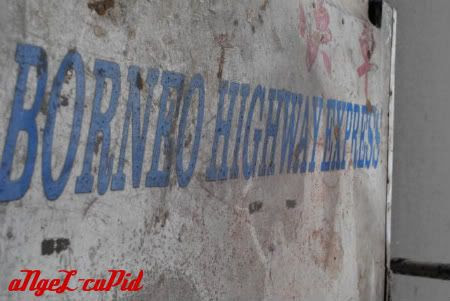 BORNEO HIGHWAY EXPRESS
aNgeL-cuPid